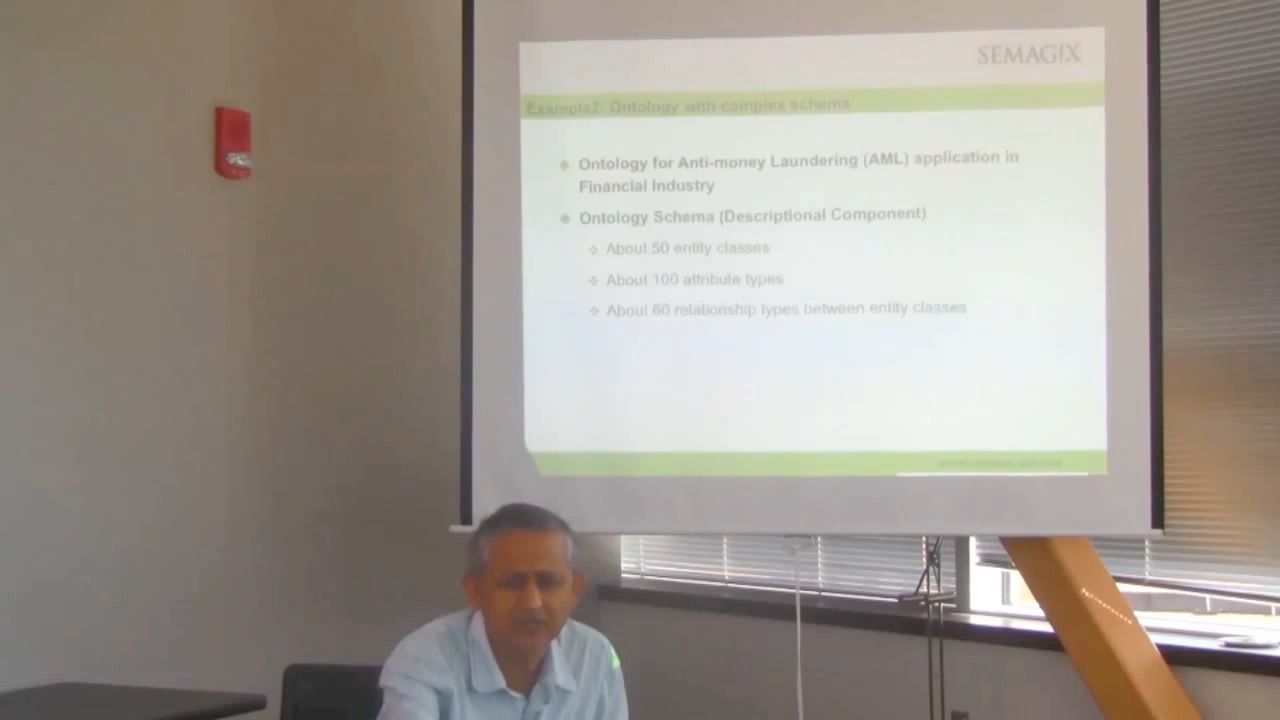 SEMAGIX
Example2: Ontology with complex schema
Ontology for Anti-money Laundering (AML) application in
Financial Industry
Ontology Schema (Descriptional Component)
About 50 entity classes
About 100 attribute types
About 60 relationship types between entity classes